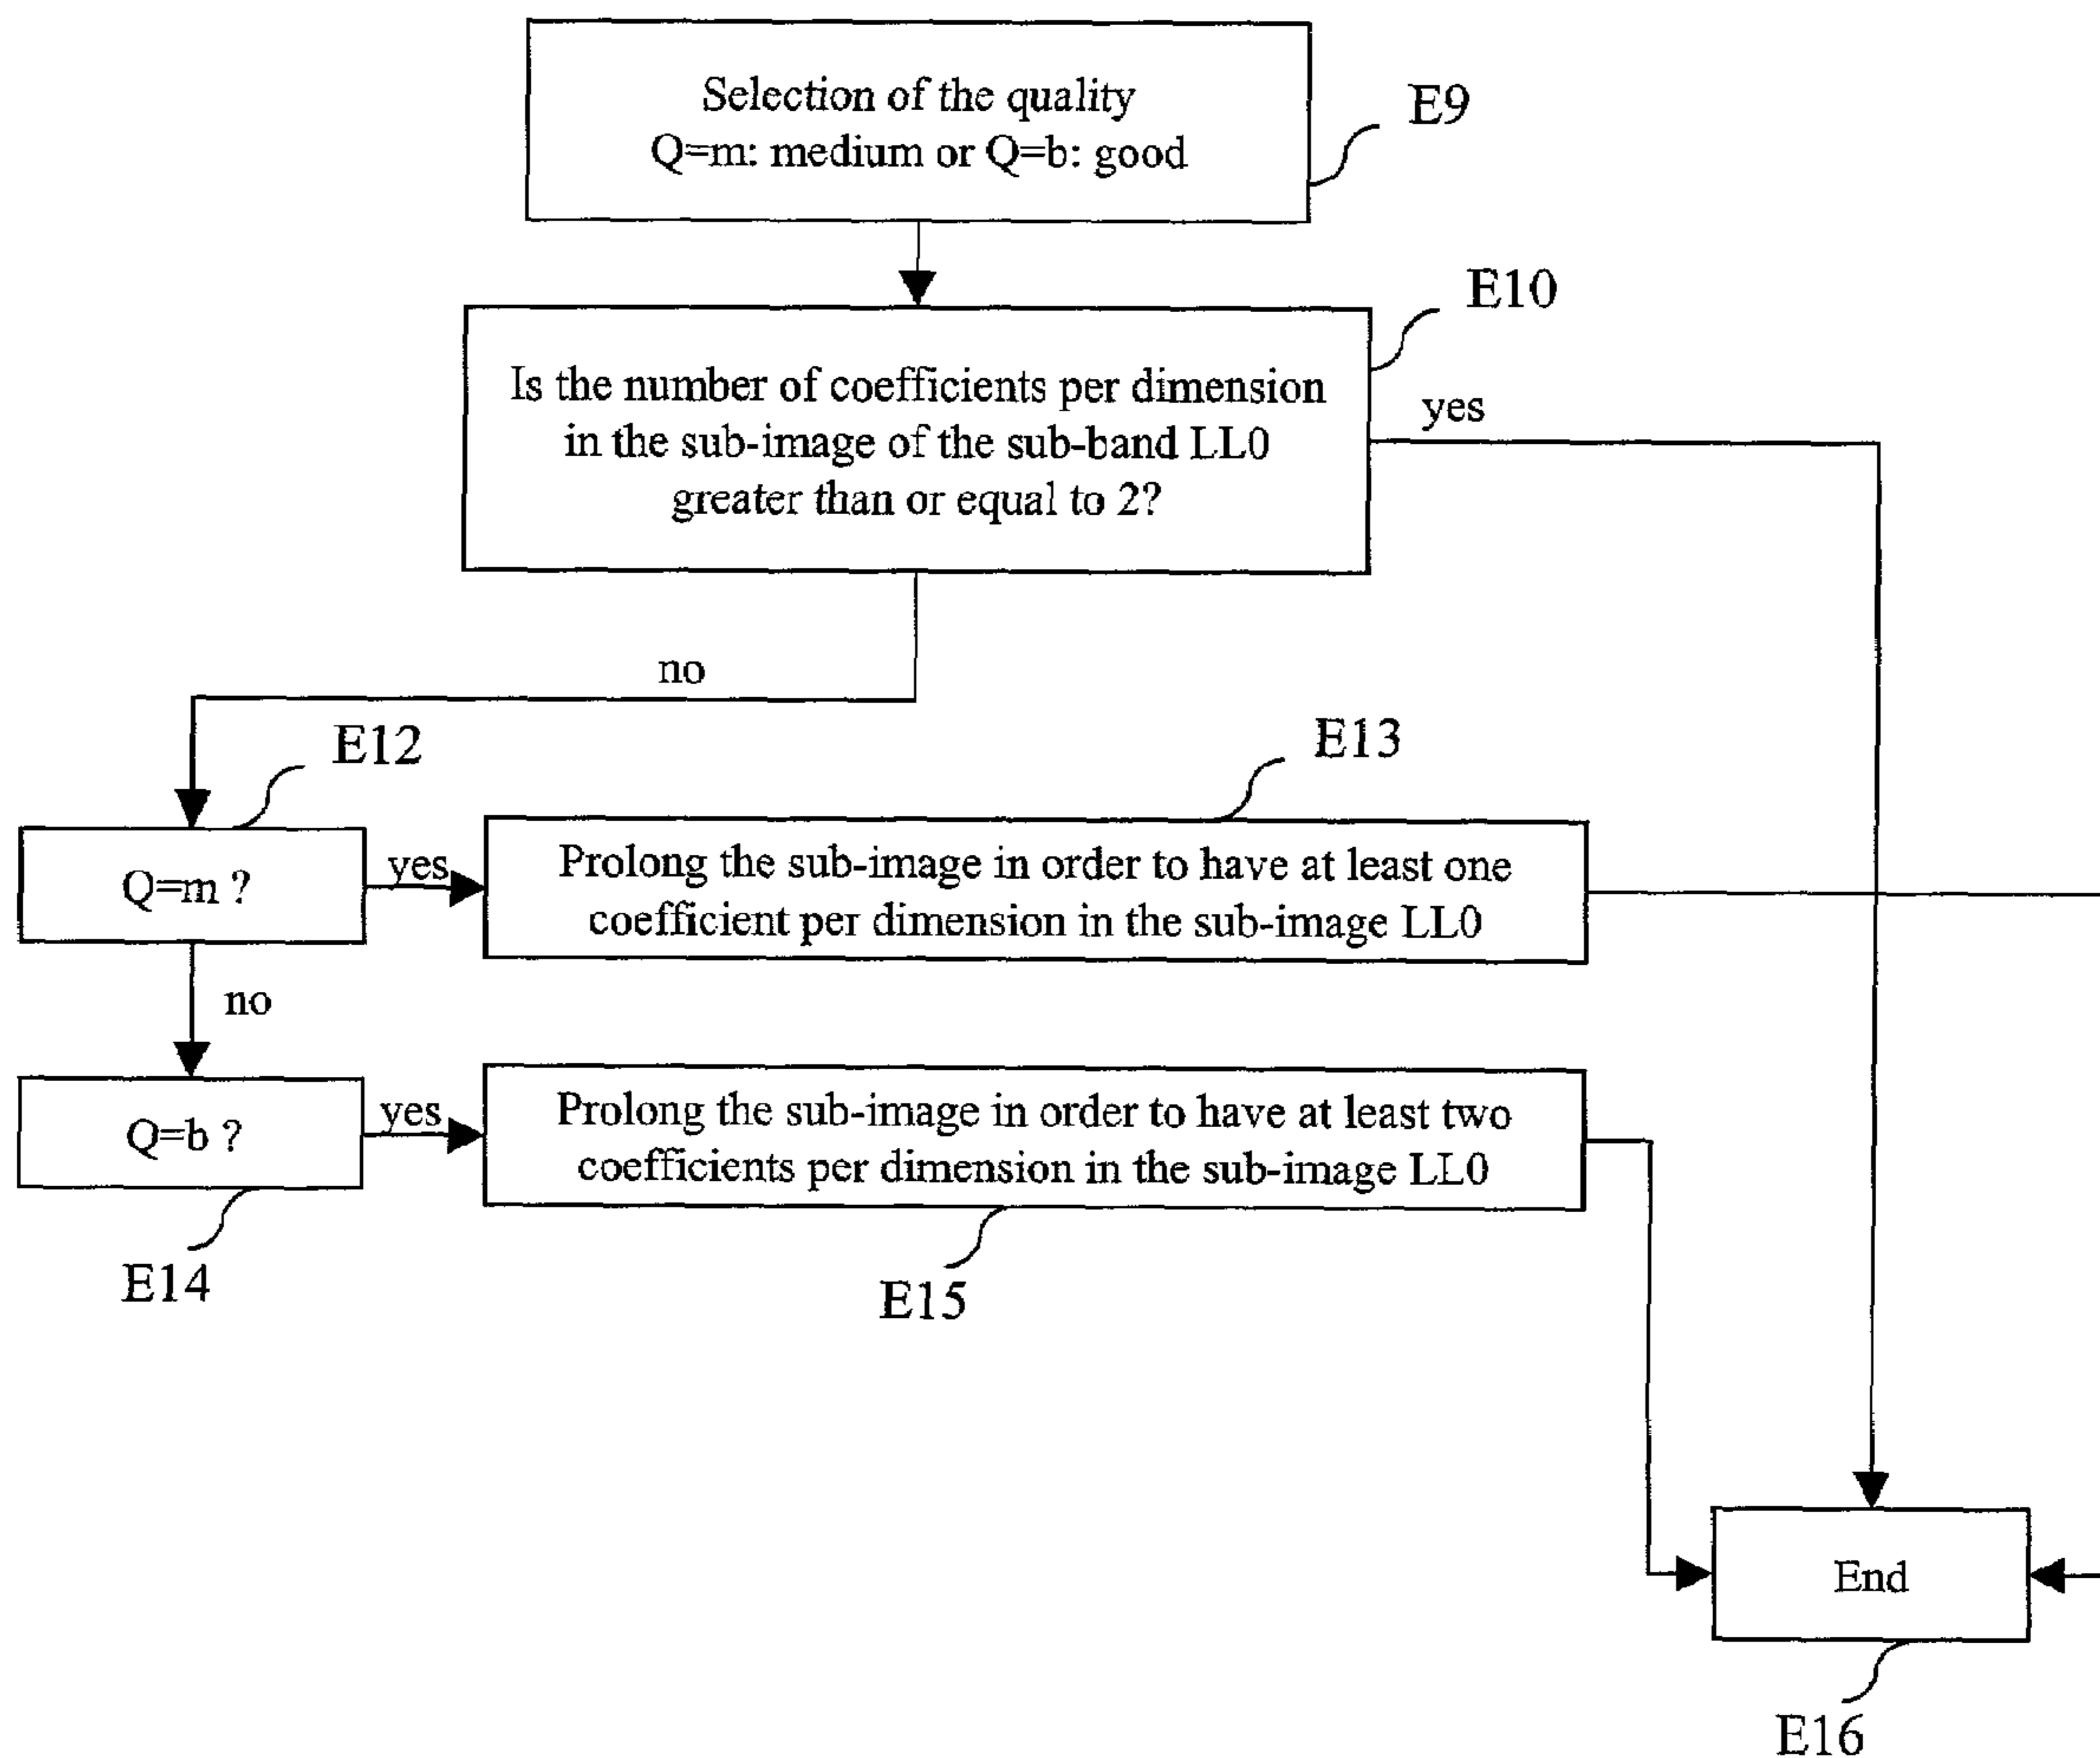 Selection of the quality
Q=m: medium or Q=b: good
E9
E10
Is the number of coefficients per dimension
in the sub-image of the sub-band LL0
greater than or equal to 2?
yes
no
E12
E13
Q=m ?
yes
Prolong the sub-image in order to have at least one
coefficient per dimension in the sub-image LL0
no
Q=b ?
yes
Prolong the sub-image in order to have at least two
coefficients per dimension in the sub-image LL0
E14
E15
End
E16